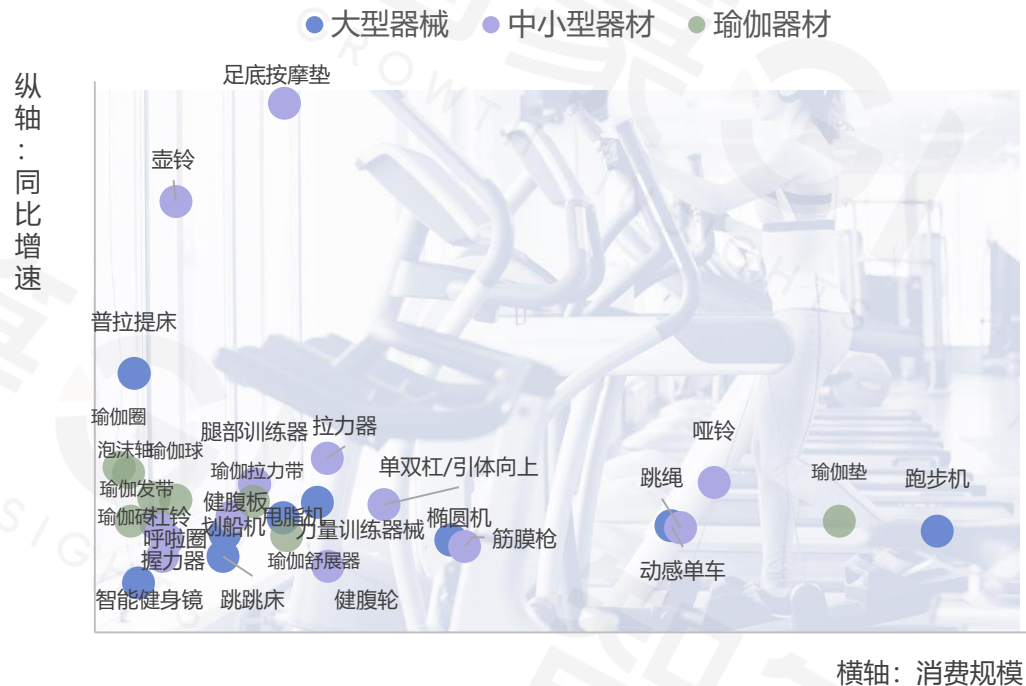 大型器械 中小型器材 瑜伽器材
纵轴：同比增速
足底按摩垫
壶铃
普拉提床
瑜伽圈
泡沫轴
瑜伽球
腿部训练器
拉力器
哑铃
瑜伽拉力带
单双杠/引体向上
跳绳
瑜伽垫
跑步机
瑜伽发带
健腹板
瑜伽砖
杠铃
划船机
甩脂机
力量训练器械
椭圆机
筋膜枪
呼啦圈
握力器
瑜伽舒展器
动感单车
智能健身镜
跳跳床
健腹轮
横轴：消费规模